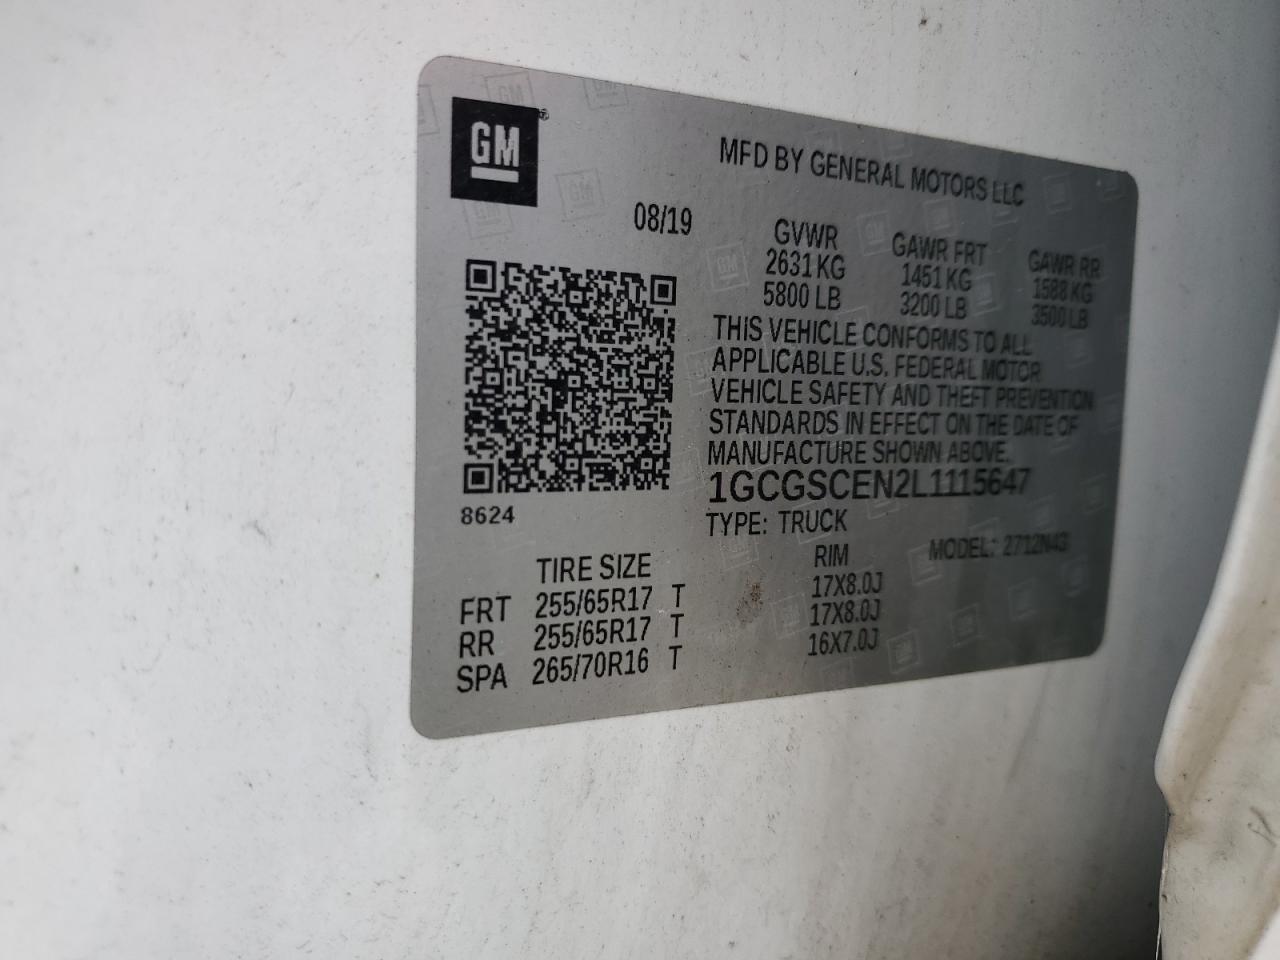 GM
MFD BY GENERAL MOTORS LLC
08/19
GVWR GAWR FRT GAWR RR
2631 KG 1451 KG 1588 KG
5800 LB 3200 LB 3500 LB
THIS VEHICLE CONFORMS TO ALL
APPLICABLE U.S. FEDERAL MOTOR
VEHICLE SAFETY AND THEFT PREVENTION
STANDARDS IN EFFECT ON THE DATE OF
MANUFACTURE SHOWN ABOVE.
1GCGSCEN2L1115647
8624
TYPE: TRUCK
MODEL: 2712N43
TIRE SIZE RIM
FRT 255/65R17 T 17X8.0J
RR 255/65R17 T 17X8.0J
SPA 265/70R16 T 16X7.0J